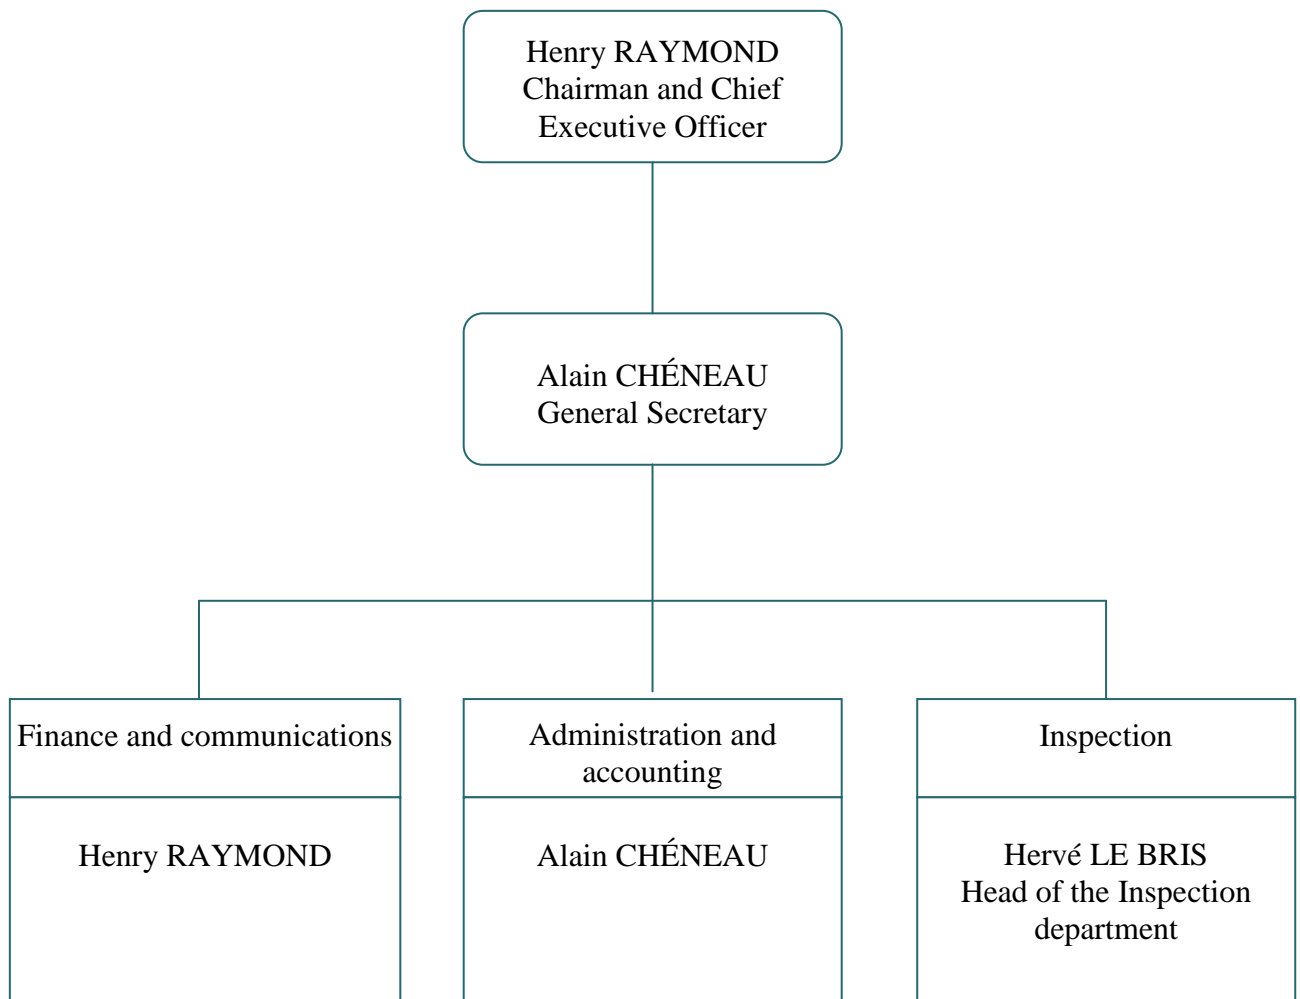 Henry RAYMOND
Chairman and Chief
Executive Officer
Alain CHÉNEAU
General Secretary
Finance and communications
Administration and
accounting
Inspection
Henry RAYMOND
Alain CHÉNEAU
Hervé LE BRIS
Head of the Inspection
department